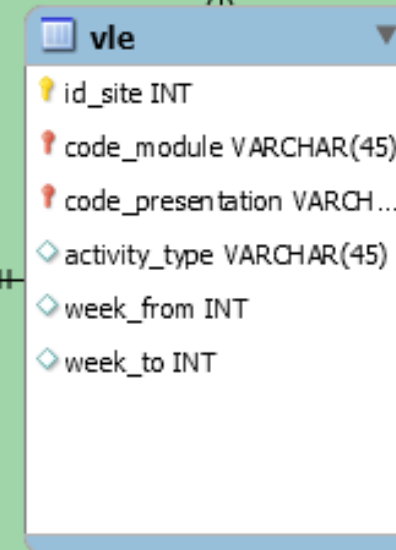 vle
id_site INT
code_module VARCHAR(45)
code_presentation VARCH...
activity_type VARCHAR(45)
week_from INT
week_to INT